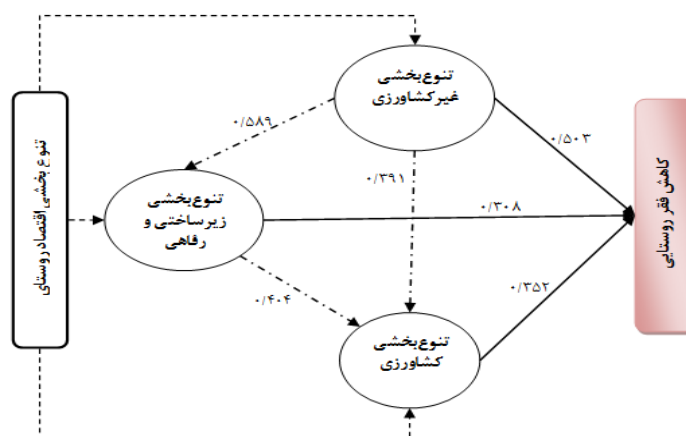 تنوع‌بخشی
غیرکشاورزی
۰/۵۸۹
۰/۵۰۳
۰/۳۹۱
تنوع بخشی اقتصاد روستای
تنوع‌بخشی
زیرساختی و
رفاهی
۰/۳۰۸
کاهش فقر روستایی
۰/۴۰۴
۰/۳۵۲
تنوع‌بخشی
کشاورزی